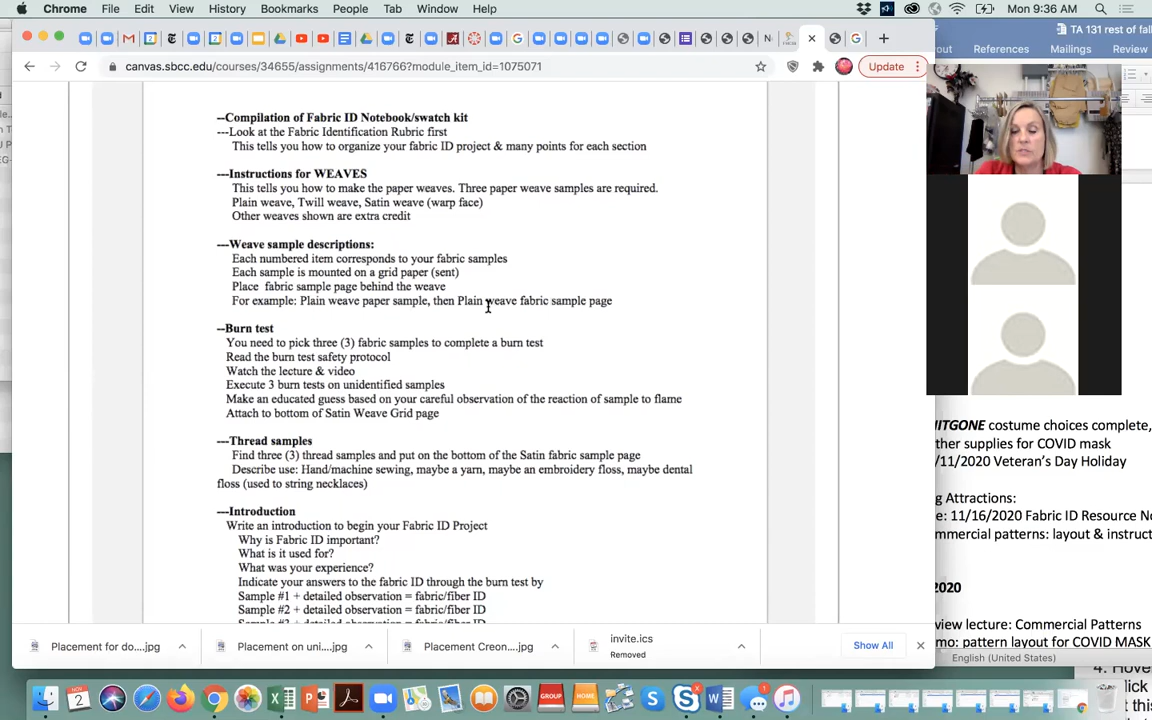 Chrome File Edit View History Bookmarks People Tab Window Help Mon 9:36 AM
TA 131 rest of fal
out References Mailings Review
canvas.sbcc.edu/courses/34655/assignments/416766?module_item_id=1075071
Update
--Compilation of Fabric ID Notebook/swatch kit
---Look at the Fabric Identification Rubric first
This tells you how to organize your fabric ID project & many points for each section
---Instructions for WEAVES
This tells you how to make the paper weaves. Three paper weave samples are required.
Plain weave, Twill weave, Satin weave (warp face)
Other weaves shown are extra credit
---Weave sample descriptions:
Each numbered item corresponds to your fabric samples
Each sample is mounted on a grid paper (sent)
Place fabric sample page behind the weave
For example: Plain weave paper sample, then Plain weave fabric sample page
--Burn test
You need to pick three (3) fabric samples to complete a burn test
Read the burn test safety protocol
Watch the lecture & video
Execute 3 burn tests on unidentified samples
Make an educated guess based on your careful observation of the reaction of sample to flame
Attach to bottom of Satin Weave Grid page
---Thread samples
Find three (3) thread samples and put on the bottom of the Satin fabric sample page
Describe use: Hand/machine sewing, maybe a yarn, maybe an embroidery floss, maybe dental
floss (used to string necklaces)
---Introduction
Write an introduction to begin your Fabric ID Project
Why is Fabric ID important?
What is it used for?
What was your experience?
Indicate your answers to the fabric ID through the burn test by
Sample #1 + detailed observation = fabric/fiber ID
Sample #2 + detailed observation = fabric/fiber ID
ITGONE costume choices complete,
ther supplies for COVID mask
/11/2020 Veteran's Day Holiday
g Attractions:
e: 11/16/2020 Fabric ID Resource No
mmercial patterns: layout & instruct
2020
view lecture: Commercial Patterns
mo: pattern layout for COVID MASK
English (United States)
Placement for do....jpg
Placement on uni....jpg
Placement Creon....jpg
invite.ics
Removed
Show All
4. Hove
lick
t this
NOV
2
GROUP
HOME